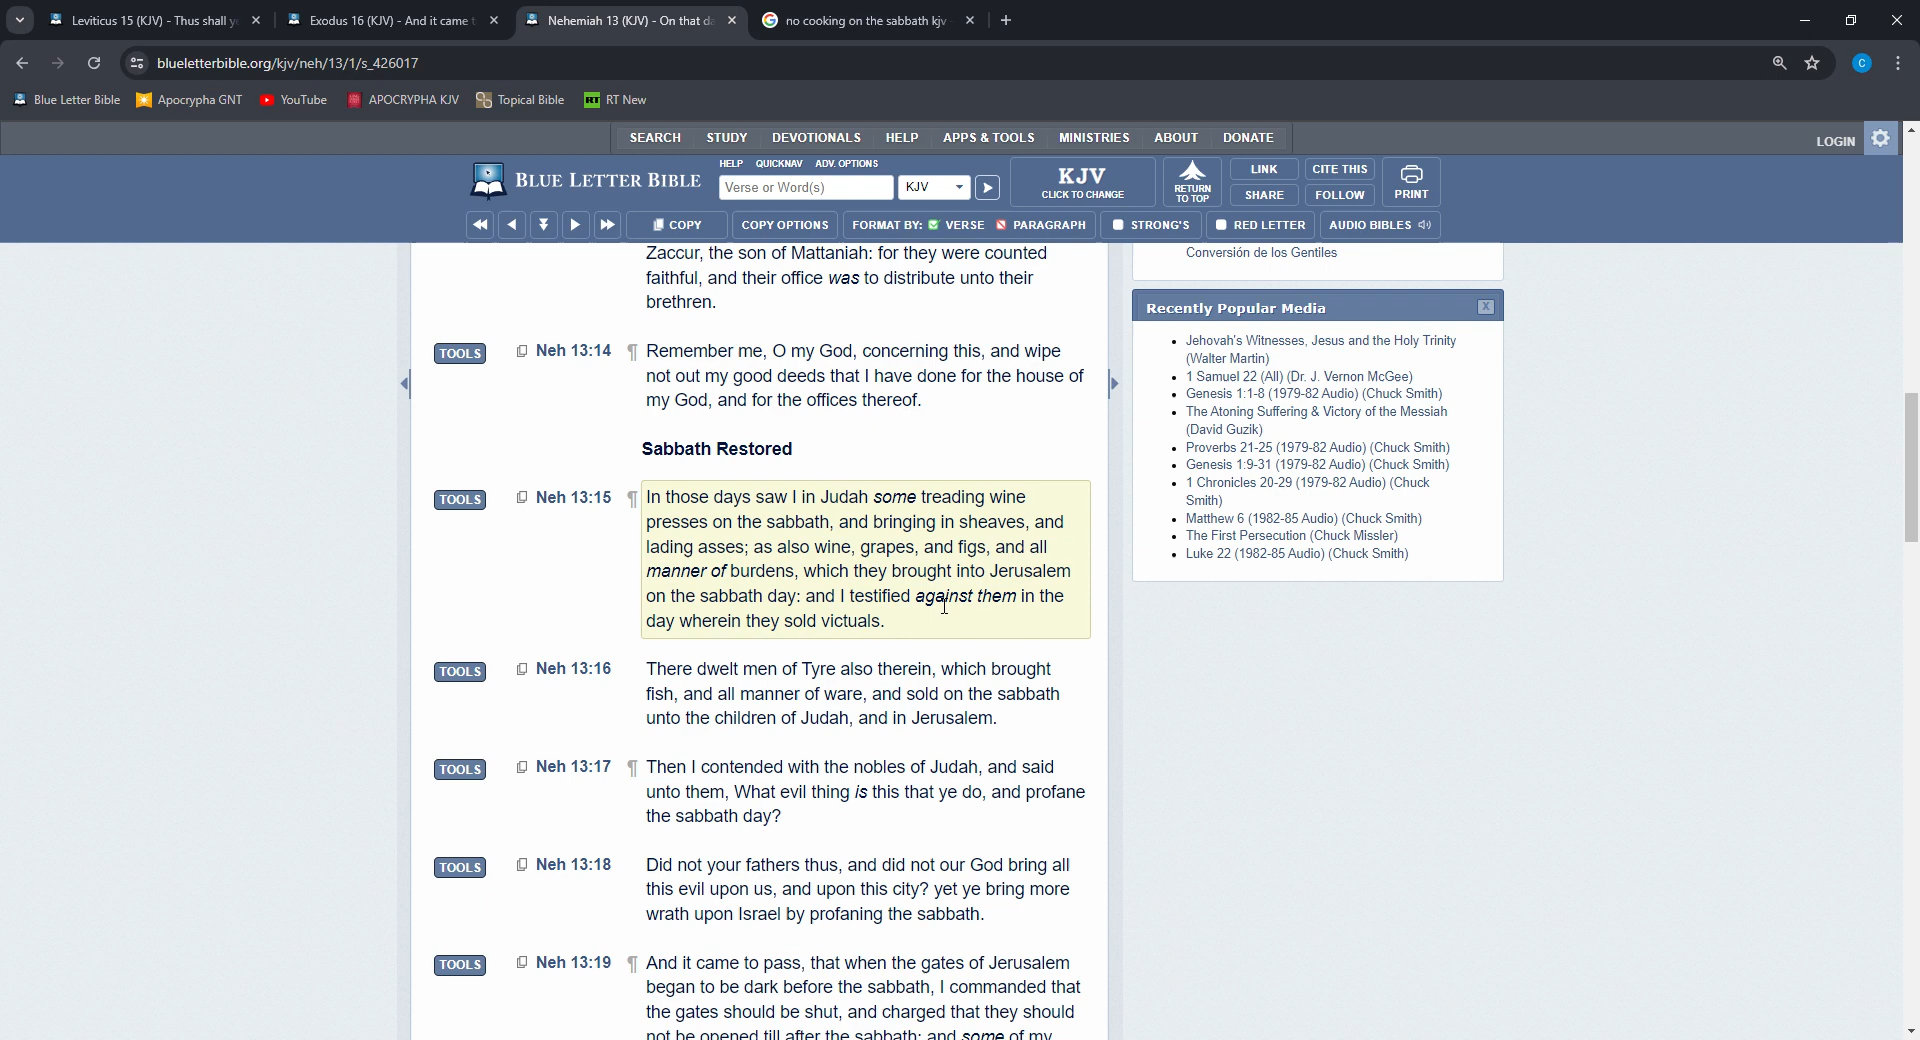 Leviticus 15 (KJV) - Thus shall y
Exodus 16 (KJV) - And it came t
Nehemiah 13 (KJV) - On that da
no cooking on the sabbath kjv
blueletterbible.org/kjv/neh/13/1/s_426017
C
Blue Letter Bible
Apocrypha GNT
YouTube
APOCRYPHA KJV
Topical Bible
RT New
SEARCH STUDY DEVOTIONALS HELP APPS & TOOLS MINISTRIES ABOUT DONATE
LOGIN
HELP QUICKNAV ADV. OPTIONS
BLUE LETTER BIBLE
Verse or Word(s)
KJV
KJV
CLICK TO CHANGE
RETURN
TO TOP
LINK
CITE THIS
SHARE
FOLLOW
PRINT
COPY
COPY OPTIONS
FORMAT BY: VERSE PARAGRAPH
STRONG'S
RED LETTER
AUDIO BIBLES
Zaccur, the son of Mattaniah: for they were counted
faithful, and their office was to distribute unto their
brethren.
TOOLS Neh 13:14 ¶ Remember me, O my God, concerning this, and wipe
not out my good deeds that I have done for the house of
my God, and for the offices thereof.
Sabbath Restored
TOOLS Neh 13:15 ¶ In those days saw I in Judah some treading wine
presses on the sabbath, and bringing in sheaves, and
lading asses; as also wine, grapes, and figs, and all
manner of burdens, which they brought into Jerusalem
on the sabbath day: and I testified against them in the
day wherein they sold victuals.
TOOLS Neh 13:16 There dwelt men of Tyre also therein, which brought
fish, and all manner of ware, and sold on the sabbath
unto the children of Judah, and in Jerusalem.
TOOLS Neh 13:17 ¶ Then I contended with the nobles of Judah, and said
unto them, What evil thing is this that ye do, and profane
the sabbath day?
TOOLS Neh 13:18 Did not your fathers thus, and did not our God bring all
this evil upon us, and upon this city? yet ye bring more
wrath upon Israel by profaning the sabbath.
TOOLS Neh 13:19 ¶ And it came to pass, that when the gates of Jerusalem
began to be dark before the sabbath, I commanded that
the gates should be shut, and charged that they should
not be opened till after the sabbath: and some of my
Conversión de los Gentiles
Recently Popular Media
X
Jehovah's Witnesses, Jesus and the Holy Trinity
(Walter Martin)
1 Samuel 22 (All) (Dr. J. Vernon McGee)
Genesis 1:1-8 (1979-82 Audio) (Chuck Smith)
The Atoning Suffering & Victory of the Messiah
(David Guzik)
Proverbs 21-25 (1979-82 Audio) (Chuck Smith)
Genesis 1:9-31 (1979-82 Audio) (Chuck Smith)
1 Chronicles 20-29 (1979-82 Audio) (Chuck
Smith)
Matthew 6 (1982-85 Audio) (Chuck Smith)
The First Persecution (Chuck Missler)
Luke 22 (1982-85 Audio) (Chuck Smith)